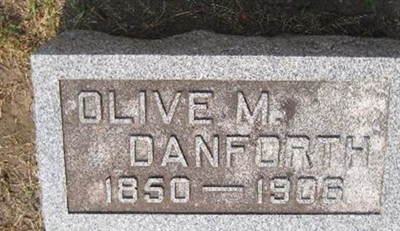 OLIVE M.
DANFORTH
1850 — 1906